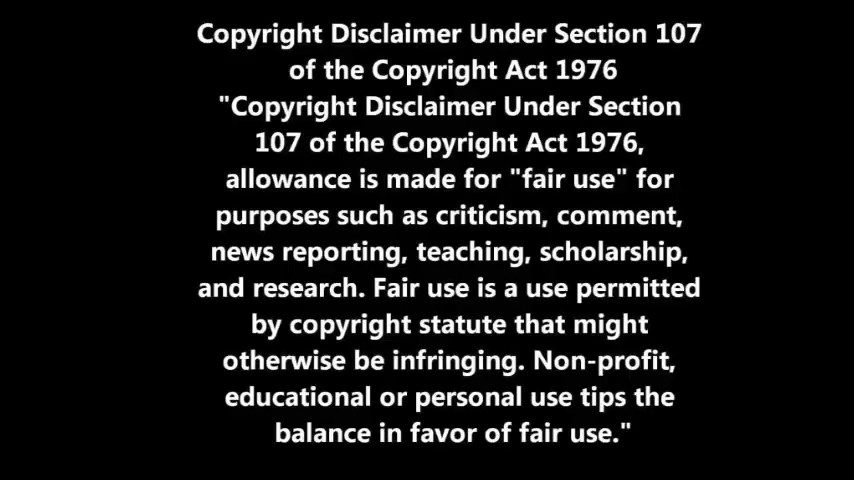 Copyright Disclaimer Under Section 107
of the Copyright Act 1976
"Copyright Disclaimer Under Section
107 of the Copyright Act 1976,
allowance is made for "fair use" for
purposes such as criticism, comment,
news reporting, teaching, scholarship,
and research. Fair use is a use permitted
by copyright statute that might
otherwise be infringing. Non-profit,
educational or personal use tips the
balance in favor of fair use."